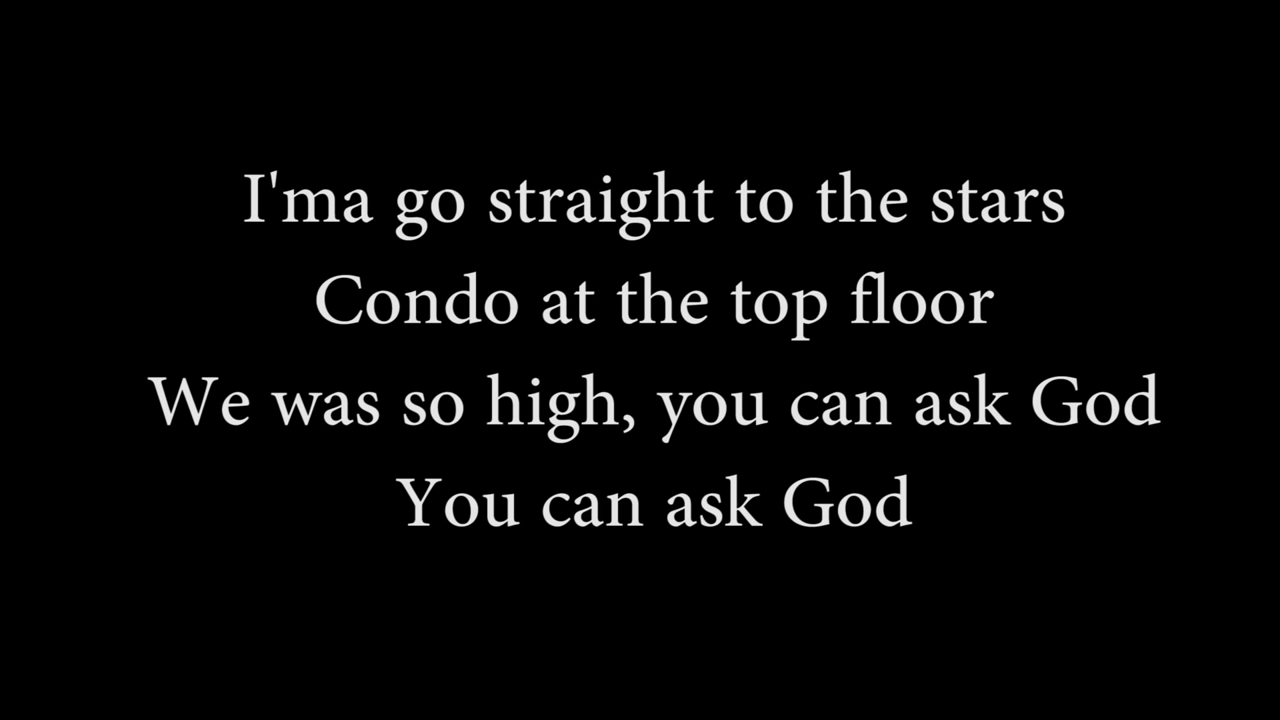 I'ma go straight to the stars
Condo at the top floor
We was so high, you can ask God
You can ask God